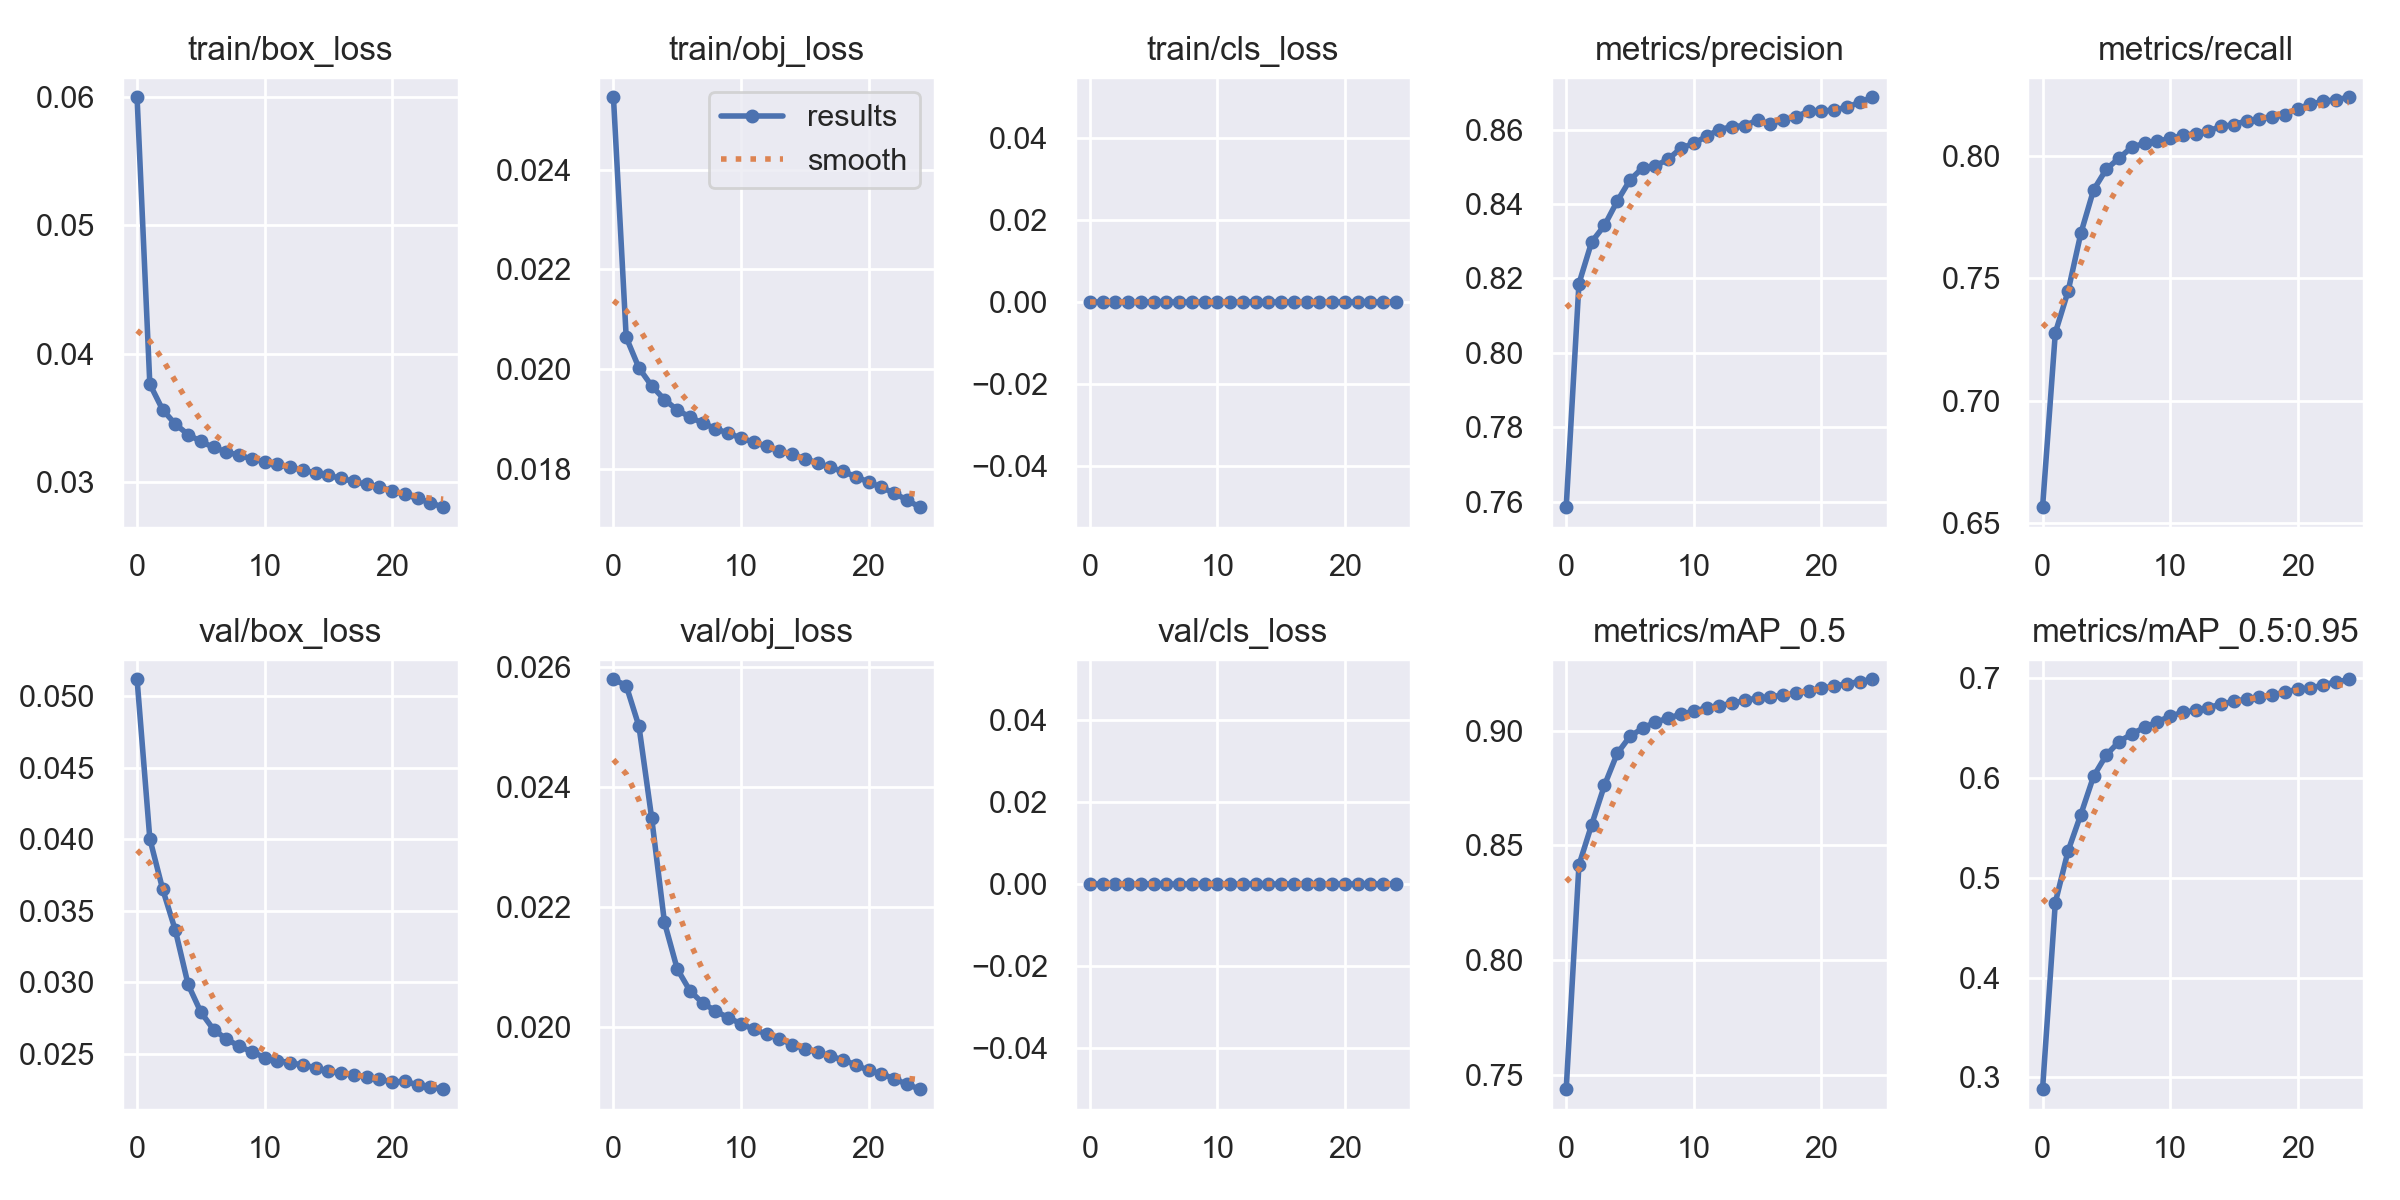 train/box_loss
0.06
0.05
0.04
0.03
0 10 20
train/obj_loss
results
smooth
0.024
0.022
0.020
0.018
0 10 20
train/cls_loss
0.04
0.02
0.00
−0.02
−0.04
0 10 20
metrics/precision
0.86
0.84
0.82
0.80
0.78
0.76
0 10 20
metrics/recall
0.80
0.75
0.70
0.65
0 10 20
val/box_loss
0.050
0.045
0.040
0.035
0.030
0.025
0 10 20
val/obj_loss
0.026
0.024
0.022
0.020
0 10 20
val/cls_loss
0.04
0.02
0.00
−0.02
−0.04
0 10 20
metrics/mAP_0.5
0.90
0.85
0.80
0.75
0 10 20
metrics/mAP_0.5:0.95
0.7
0.6
0.5
0.4
0.3
0 10 20